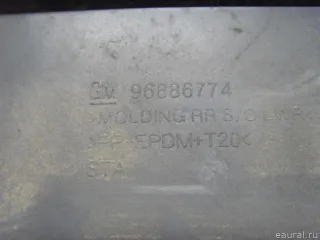 GM 96886774
>MOLDING RR S/O LWR<
>PP+EPDM+T20<
STA
eaural.ru